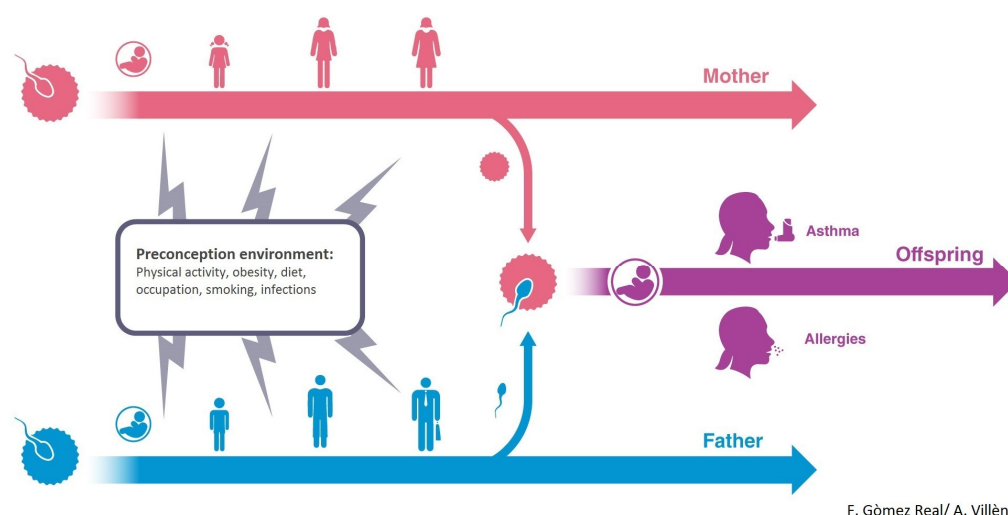 Mother
Preconception environment:
Physical activity, obesity, diet,
occupation, smoking, infections
Asthma
Offspring
Allergies
Father
F. Gòmez Real/ A. Villèn